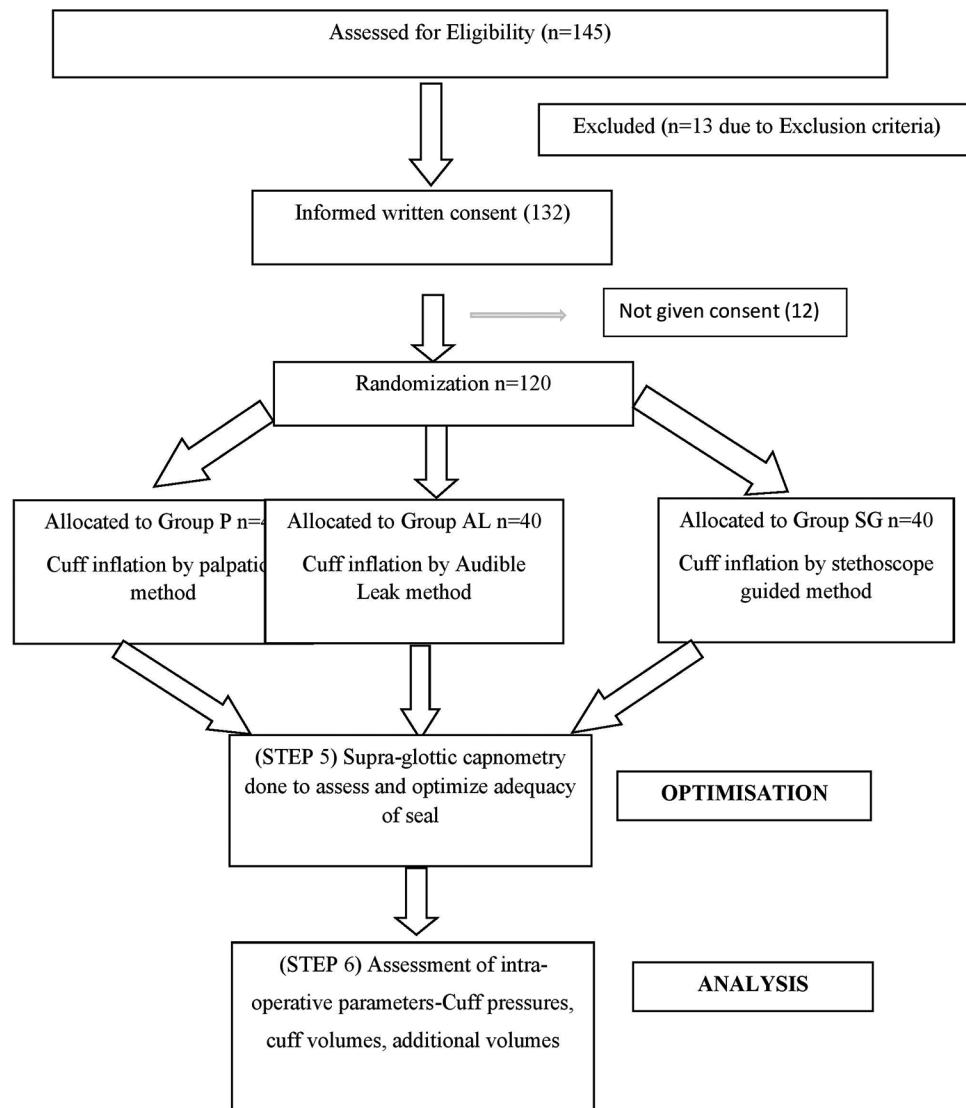 Assessed for Eligibility (n=145)
Excluded (n=13 due to Exclusion criteria)
Informed written consent (132)
Not given consent (12)
Randomization n=120
Allocated to Group P n=4
Cuff inflation by palpatio
method
Allocated to Group AL n=40
Cuff inflation by Audible
Leak method
Allocated to Group SG n=40
Cuff inflation by stethoscope
guided method
(STEP 5) Supra-glottic capnometry
done to assess and optimize adequacy
of seal
OPTIMISATION
(STEP 6) Assessment of intra-
operative parameters-Cuff pressures,
cuff volumes, additional volumes
ANALYSIS